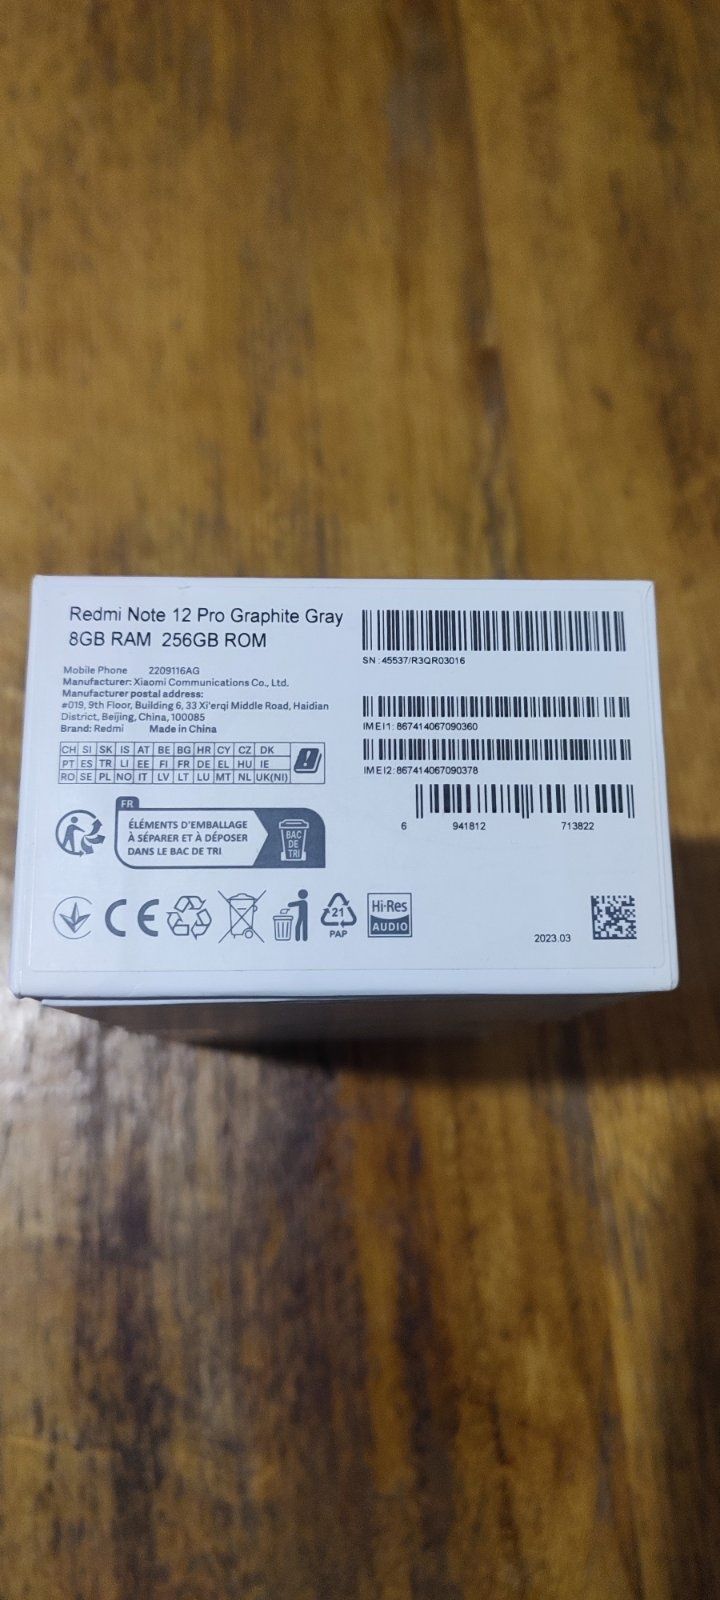 Redmi Note 12 Pro Graphite Gray
8GB RAM 256GB ROM
Mobile Phone 2209116AG
Manufacturer: Xiaomi Communications Co., Ltd.
Manufacturer postal address:
#019, 9th Floor, Building 6, 33 Xi'erqi Middle Road, Haidian
District, Beijing, China, 100085
Brand: Redmi Made in China
CH SI SK IS AT BE BG HR CY CZ DK
PT ES TR LI EE FI FR DE EL HU IE
RO SE PL NO IT LV LT LU MT NL UK(NI)
FR
ÉLÉMENTS D'EMBALLAGE
À SÉPARER ET À DÉPOSER
DANS LE BAC DE TRI
BAC
DE
TRI
CE
21
PAP
Hi-Res
AUDIO
SN : 45537/R3QR03016
IMEI1: 867414067090360
IMEI2: 867414067090378
6 941812 713822
2023.03